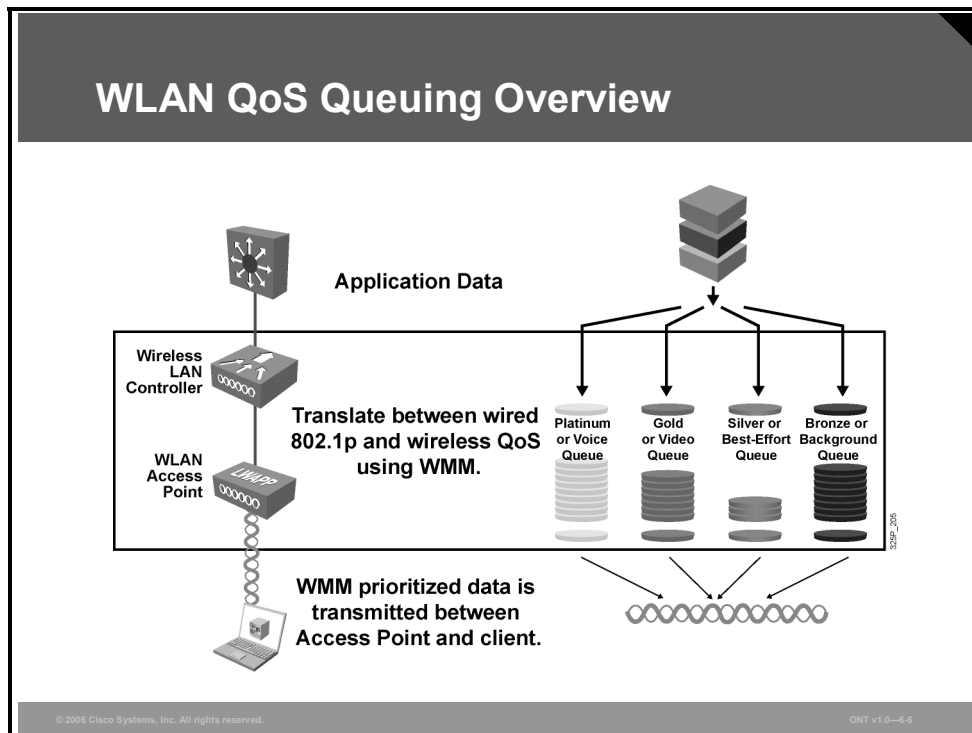 WLAN QoS Queuing Overview
Application Data
Wireless
LAN
Controller
Translate between wired
802.1p and wireless QoS
using WMM.
WLAN
Access
Point
LWAPP
Platinum
or Voice
Queue
Gold
or Video
Queue
Silver or
Best-Effort
Queue
Bronze or
Background
Queue
325P_205
WMM prioritized data is
transmitted between
Access Point and client.
© 2006 Cisco Systems, Inc. All rights reserved.
ONT v1.0—6-6